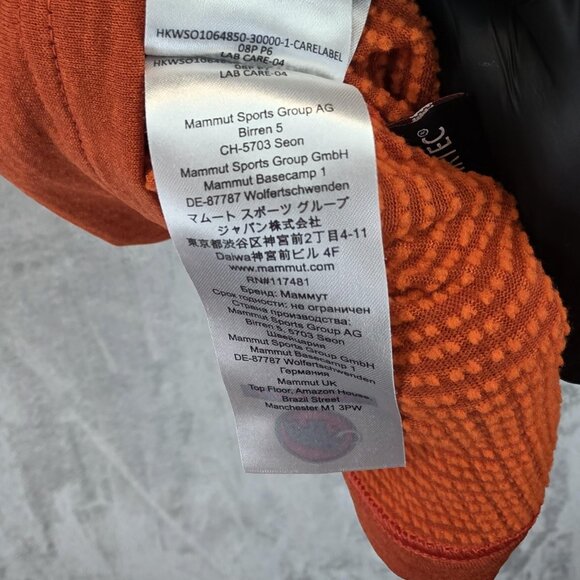 HKWSO1064850-30000-1-CARELABEL
08P P6
LAB CARE-04
LAB CARE-04
Mammut Sports Group AG
Birren 5
CH-5703 Seon
Mammut Sports Group GmbH
Mammut Basecamp 1
DE-87787 Wolfertschwenden
マムート スポーツ グループ
ジャパン株式会社
東京都渋谷区神宮前2丁目4-11
Daiwa神宮前ビル 4F
www.mammut.com
RN#117481
Бренд: Маммут
Срок годности: не ограничен
Страна производства:
Mammut Sports Group AG
Birren 5, 5703 Seon
Швейцария
Mammut Sports Group GmbH
Mammut Basecamp 1
DE-87787 Wolfertschwenden
Германия
Mammut UK
Top Floor, Amazon House,
Brazil Street
Manchester M1 3PW